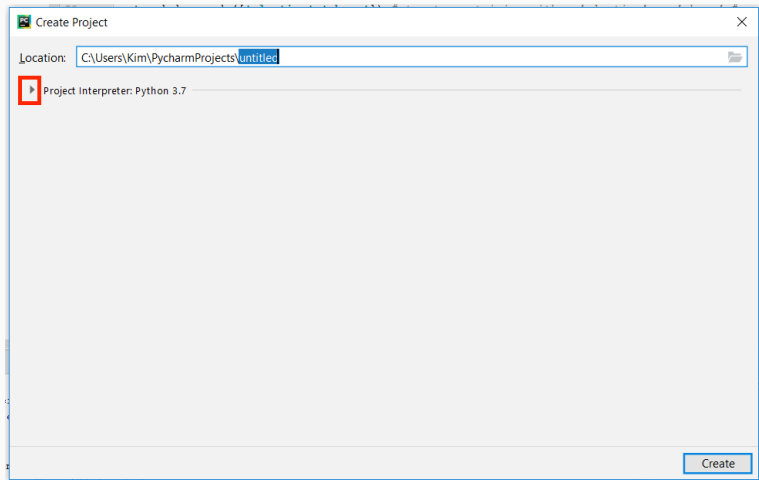 Create Project
Location: C:\Users\Kim\PycharmProjects\untitled
Project Interpreter: Python 3.7
Create